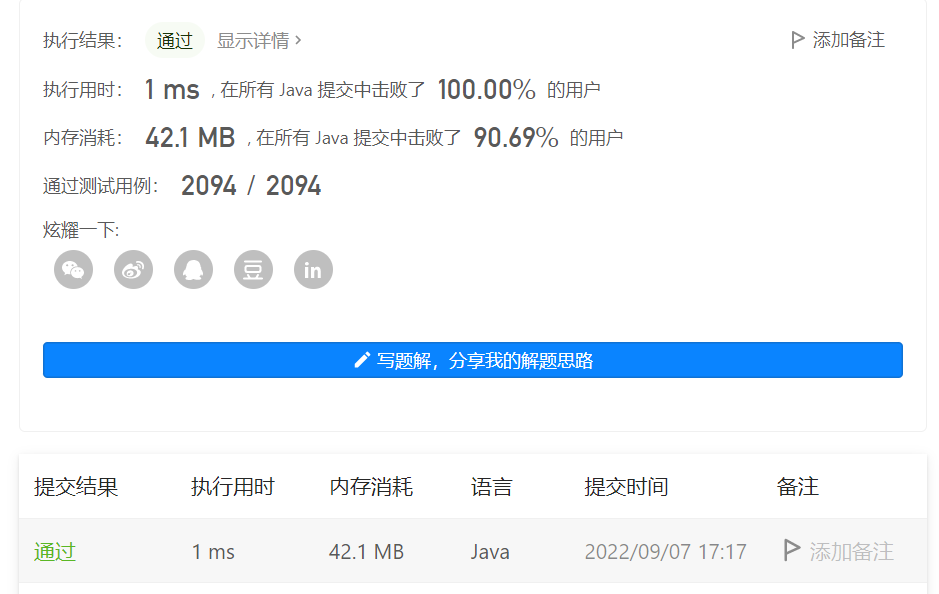 执行结果： 通过 显示详情 › 添加备注
执行用时： 1 ms , 在所有 Java 提交中击败了 100.00% 的用户
内存消耗： 42.1 MB , 在所有 Java 提交中击败了 90.69% 的用户
通过测试用例： 2094 / 2094
炫耀一下:
豆 in
写题解，分享我的解题思路
提交结果 执行用时 内存消耗 语言 提交时间 备注
通过 1 ms 42.1 MB Java 2022/09/07 17:17 添加备注